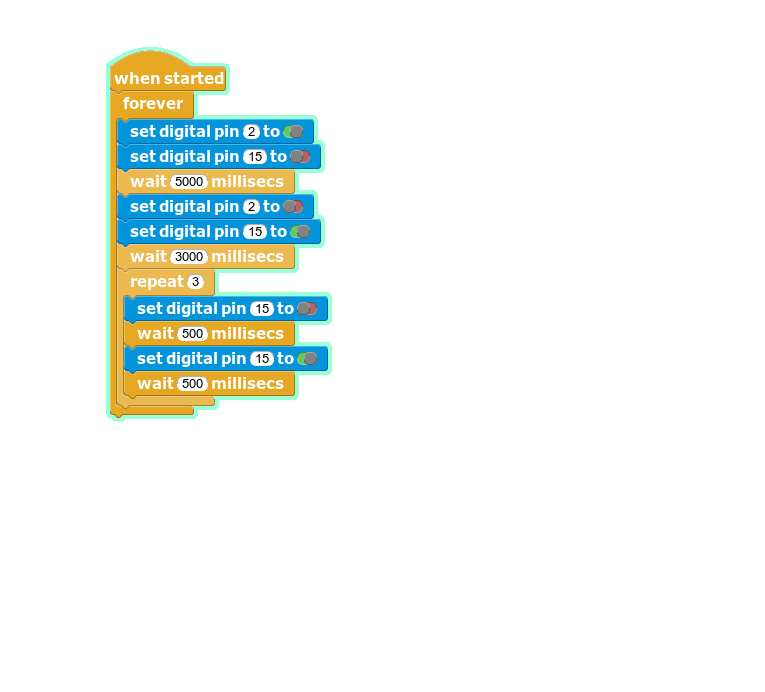 when started
forever
set digital pin 2 to
set digital pin 15 to
wait 5000 millisecs
set digital pin 2 to
set digital pin 15 to
wait 3000 millisecs
repeat 3
set digital pin 15 to
wait 500 millisecs
set digital pin 15 to
wait 500 millisecs